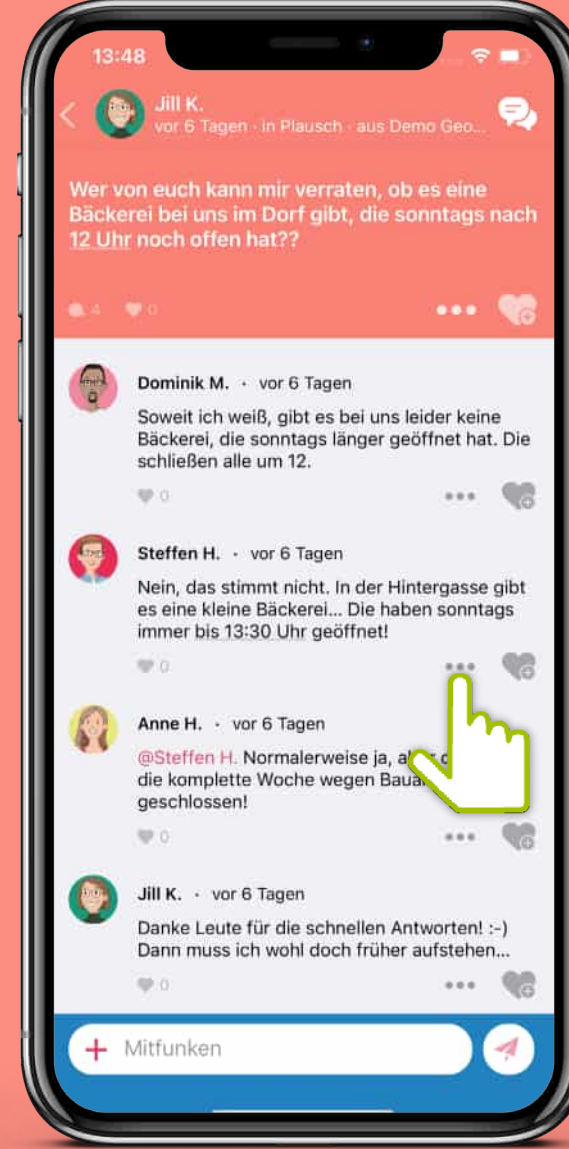 13:48
Jill K.
vor 6 Tagen · in Plausch · aus Demo Geo...
Wer von euch kann mir verraten, ob es eine
Bäckerei bei uns im Dorf gibt, die sonntags nach
12 Uhr noch offen hat??
4 0
Dominik M. · vor 6 Tagen
Soweit ich weiß, gibt es bei uns leider keine
Bäckerei, die sonntags länger geöffnet hat. Die
schließen alle um 12.
0
Steffen H. · vor 6 Tagen
Nein, das stimmt nicht. In der Hintergasse gibt
es eine kleine Bäckerei... Die haben sonntags
immer bis 13:30 Uhr geöffnet!
0
Anne H. · vor 6 Tagen
@Steffen H. Normalerweise ja,
die komplette Woche wegen
geschlossen!
0
Jill K. · vor 6 Tagen
Danke Leute für die schnellen Antworten! :-)
Dann muss ich wohl doch früher aufstehen...
0
Mitfunken